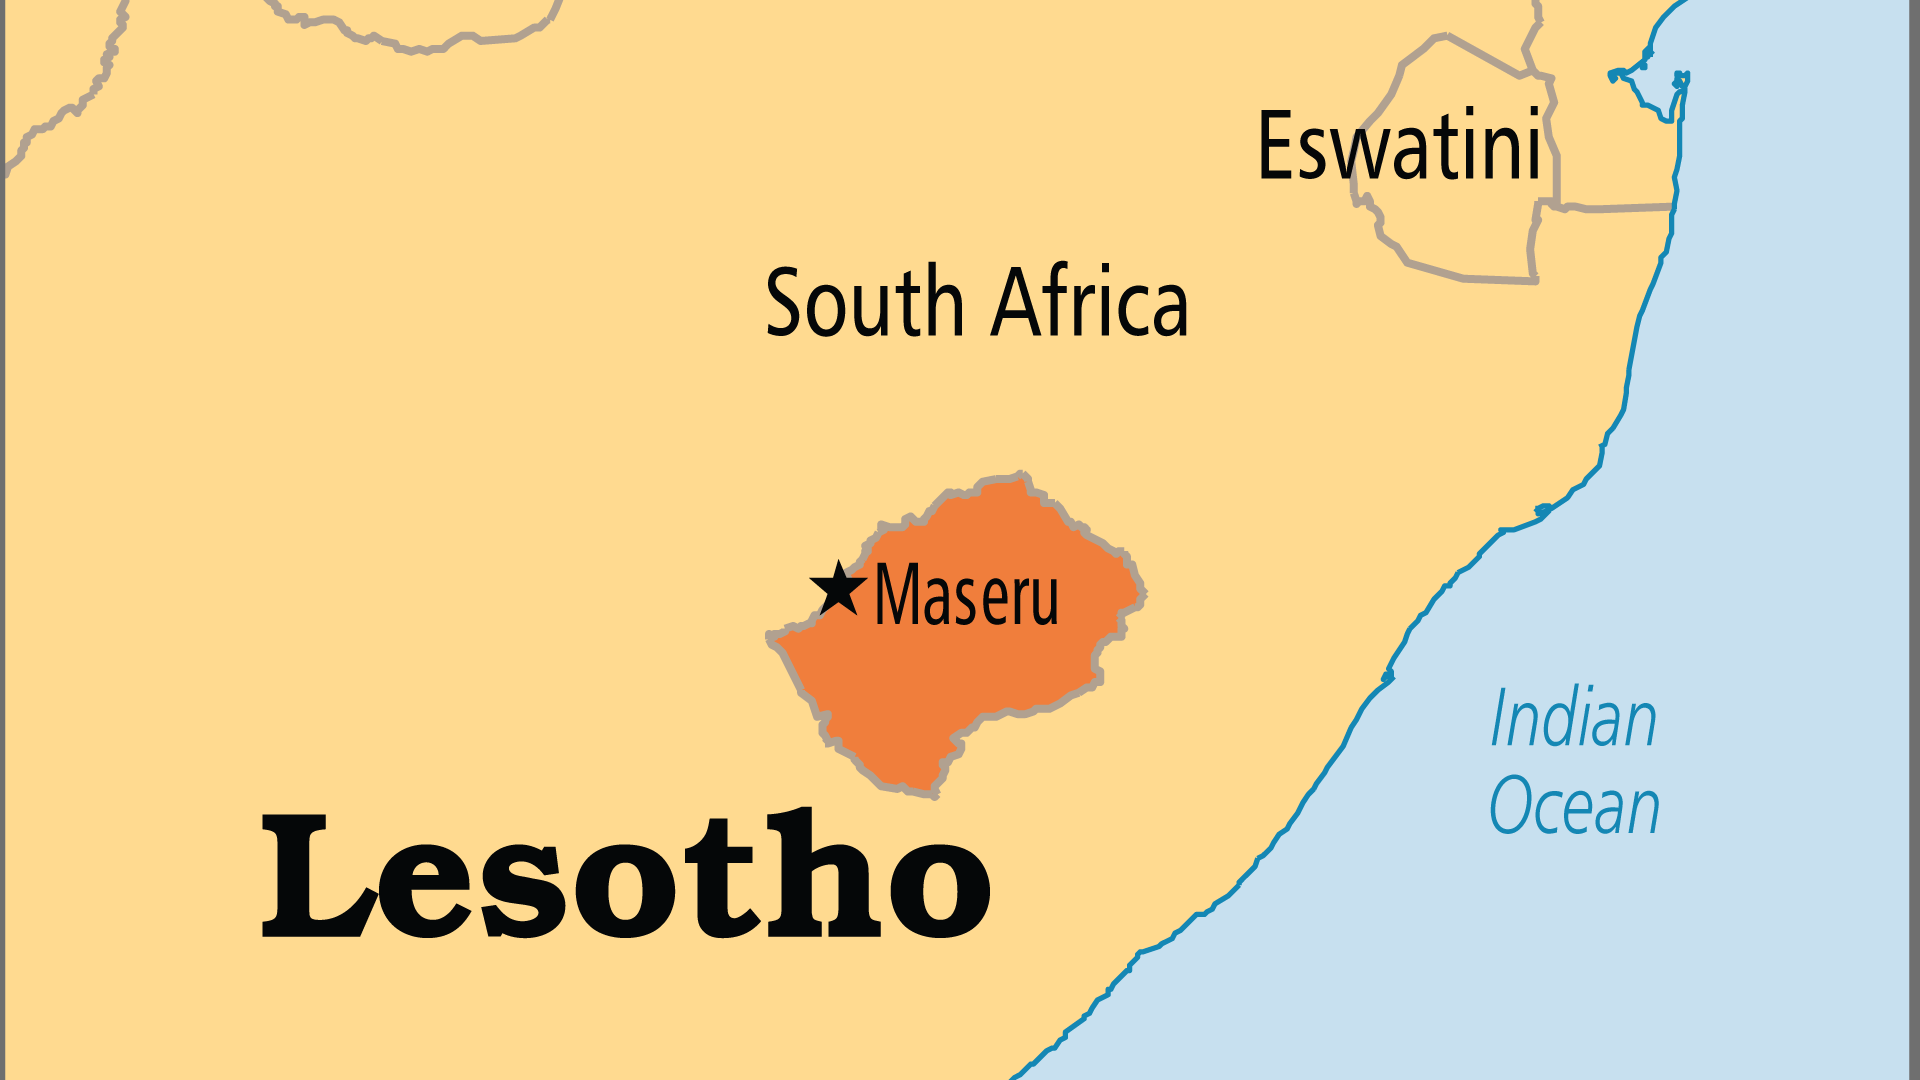 Eswatini
South Africa
Maseru
Indian
Ocean
Lesotho